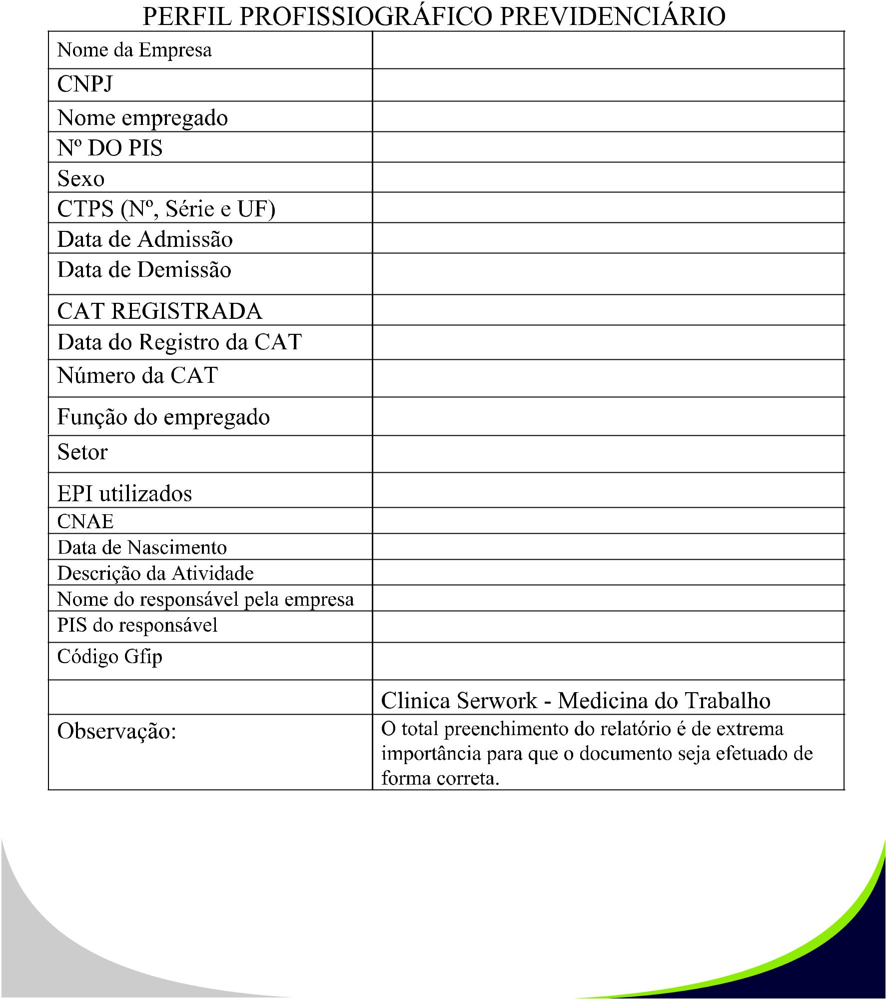 PERFIL PROFISSIOGRÁFICO PREVIDENCIÁRIO
Nome da Empresa
CNPJ
Nome empregado
Nº DO PIS
Sexo
CTPS (Nº, Série e UF)
Data de Admissão
Data de Demissão
CAT REGISTRADA
Data do Registro da CAT
Número da CAT
Função do empregado
Setor
EPI utilizados
CNAE
Data de Nascimento
Descrição da Atividade
Nome do responsável pela empresa
PIS do responsável
Código Gfip
Clinica Serwork - Medicina do Trabalho
Observação:
O total preenchimento do relatório é de extrema
importância para que o documento seja efetuado de
forma correta.